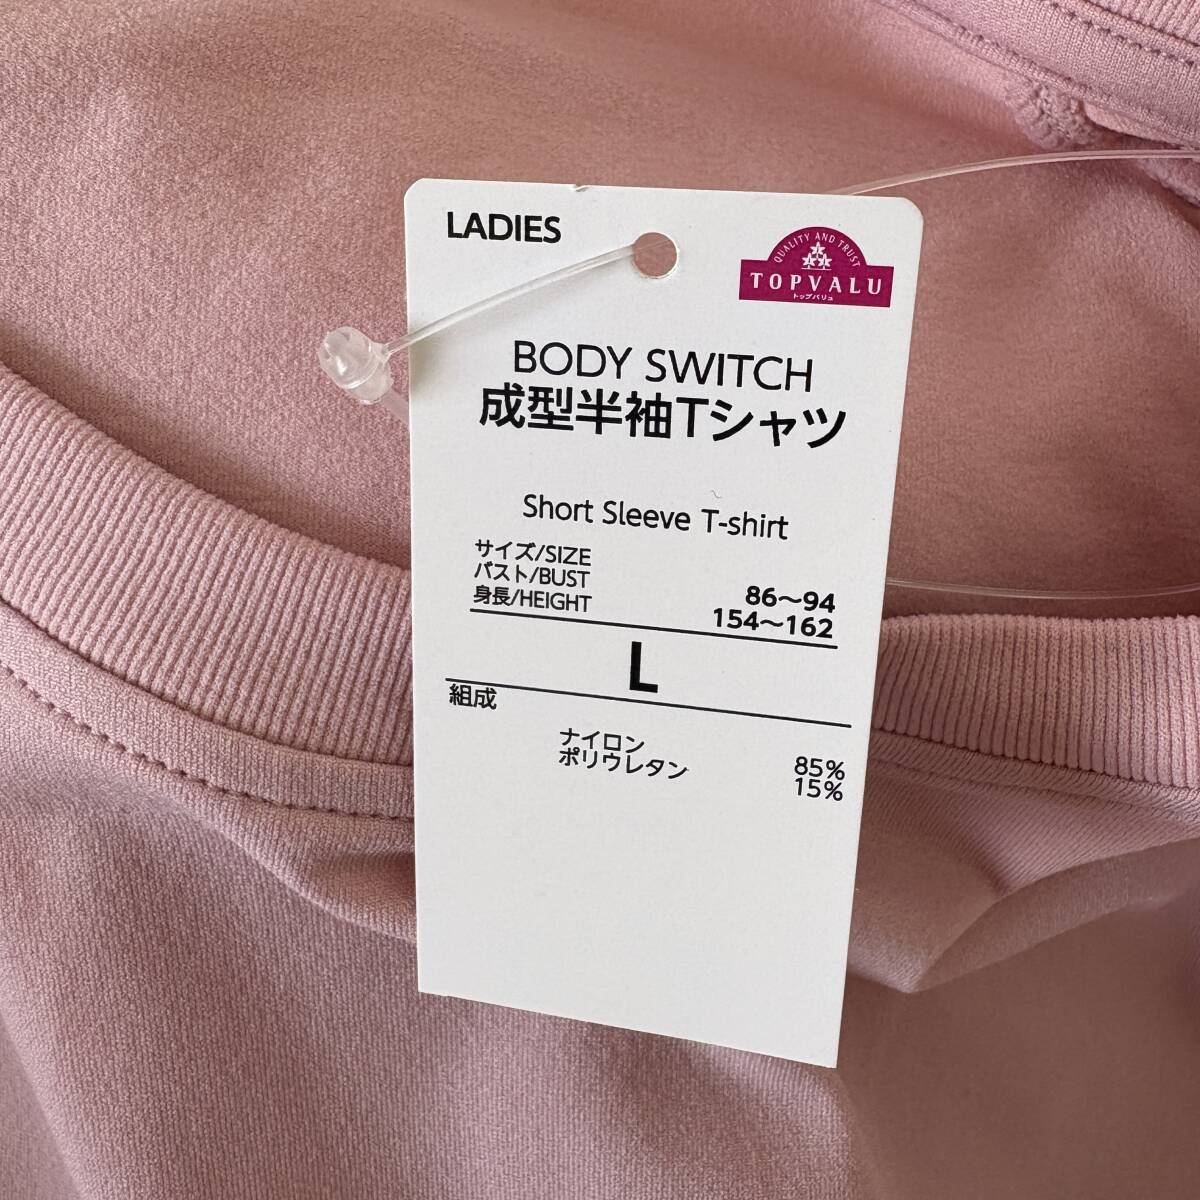 LADIES
QUALITY AND TRUST
TOPVALU
トップバリュ
BODY SWITCH
成型半袖Tシャツ
Short Sleeve T-shirt
サイズ/SIZE
バスト/BUST 86〜94
身長/HEIGHT 154〜162
L
組成
ナイロン 85%
ポリウレタン 15%